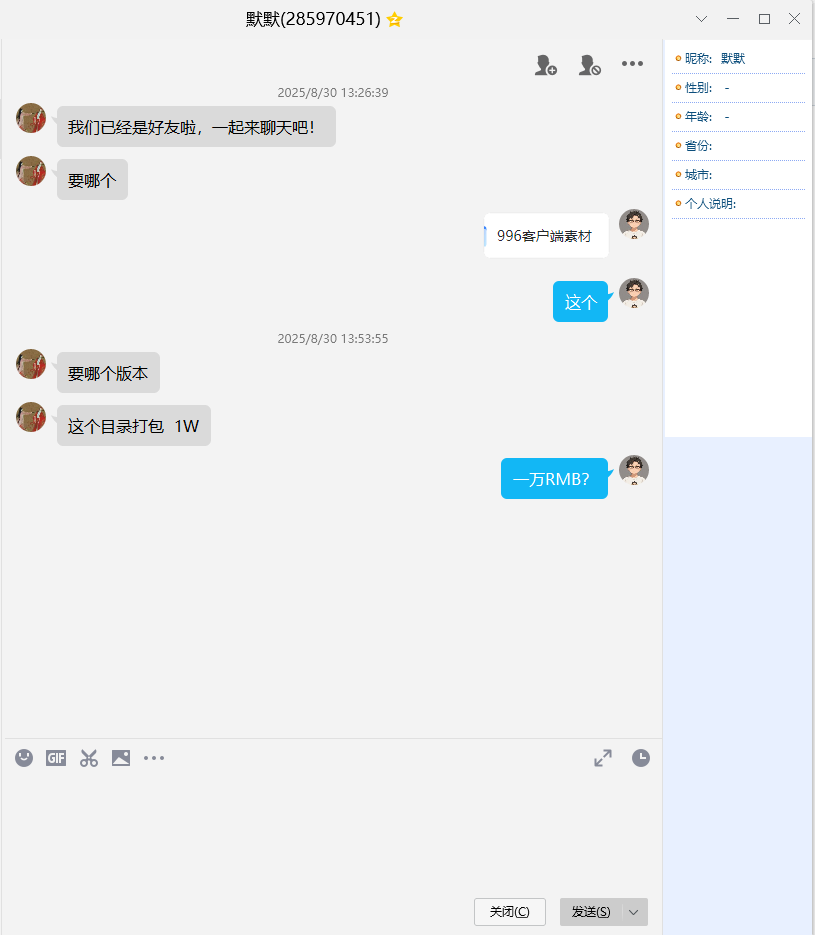 默默(285970451)
2025/8/30 13:26:39
我们已经是好友啦，一起来聊天吧！
要哪个
996客户端素材
这个
2025/8/30 13:53:55
要哪个版本
这个目录打包 1W
一万RMB？
GIF
关闭(C)
发送(S)
昵称: 默默
性别: -
年龄: -
省份:
城市:
个人说明: